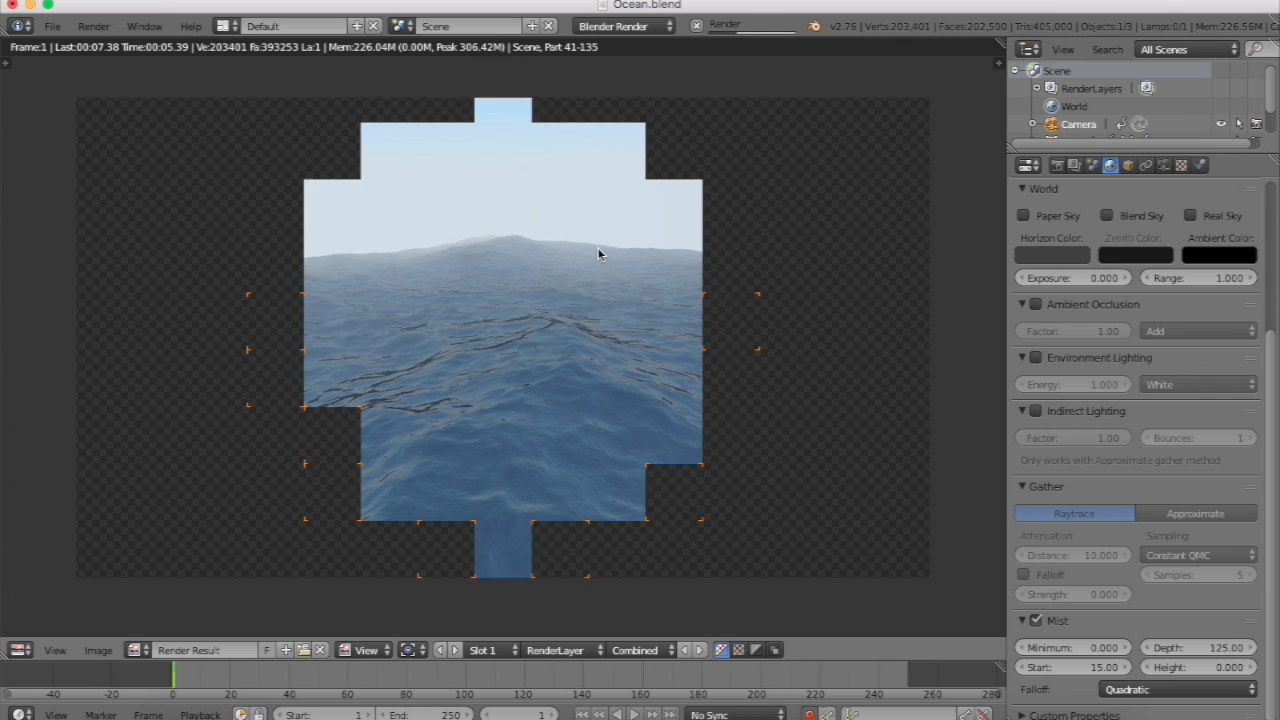 Ocean.blend
File Render Window Help Default Scene Blender Render Render v2.76 | Verts:203,401 | Faces:202,500 | Tris:405,000 | Objects:1/3 | Lamps:0/1 | Mem:226.56M
Frame:1 | Last:00:07.38 Time:00:05.39 | Ve:203401 Fa:393253 La:1 | Mem:226.04M (0.00M, Peak 306.42M) | Scene, Part 41-135
View Search All Scenes
Scene
RenderLayers
World
Camera
World
Paper Sky Blend Sky Real Sky
Horizon Color: Zenith Color: Ambient Color:
Exposure: 0.000 Range: 1.000
Ambient Occlusion
Factor: 1.00 Add
Environment Lighting
Energy: 1.000 White
Indirect Lighting
Factor: 1.00 Bounces: 1
Only works with Approximate gather method
Gather
Raytrace Approximate
Attenuation: Sampling:
Distance: 10.000 Constant QMC
Falloff Samples: 5
Strength: 0.000
Mist
Minimum: 0.000 Depth: 125.00
Start: 15.00 Height: 0.000
Falloff: Quadratic
Custom Properties
View Image Render Result F View Slot 1 RenderLayer Combined
-40 -20 0 20 40 60 80 100 120 140 160 180 200 220 240 260 280
View Marker Frame Playback Start: 1 End: 250 1 No Sync